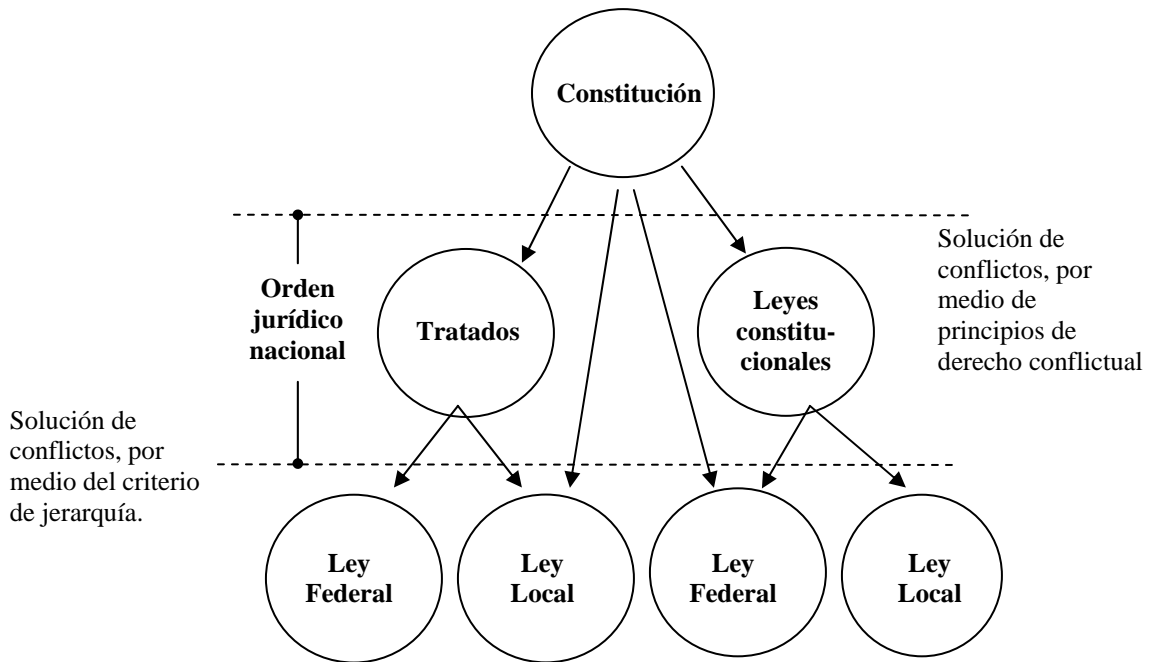 Constitución
Solución de
conflictos, por
medio de
principios de
derecho conflictual
Orden
jurídico
nacional
Tratados
Leyes
constitu-
cionales
Solución de
conflictos, por
medio del criterio
de jerarquía.
Ley
Federal
Ley
Local
Ley
Federal
Ley
Local